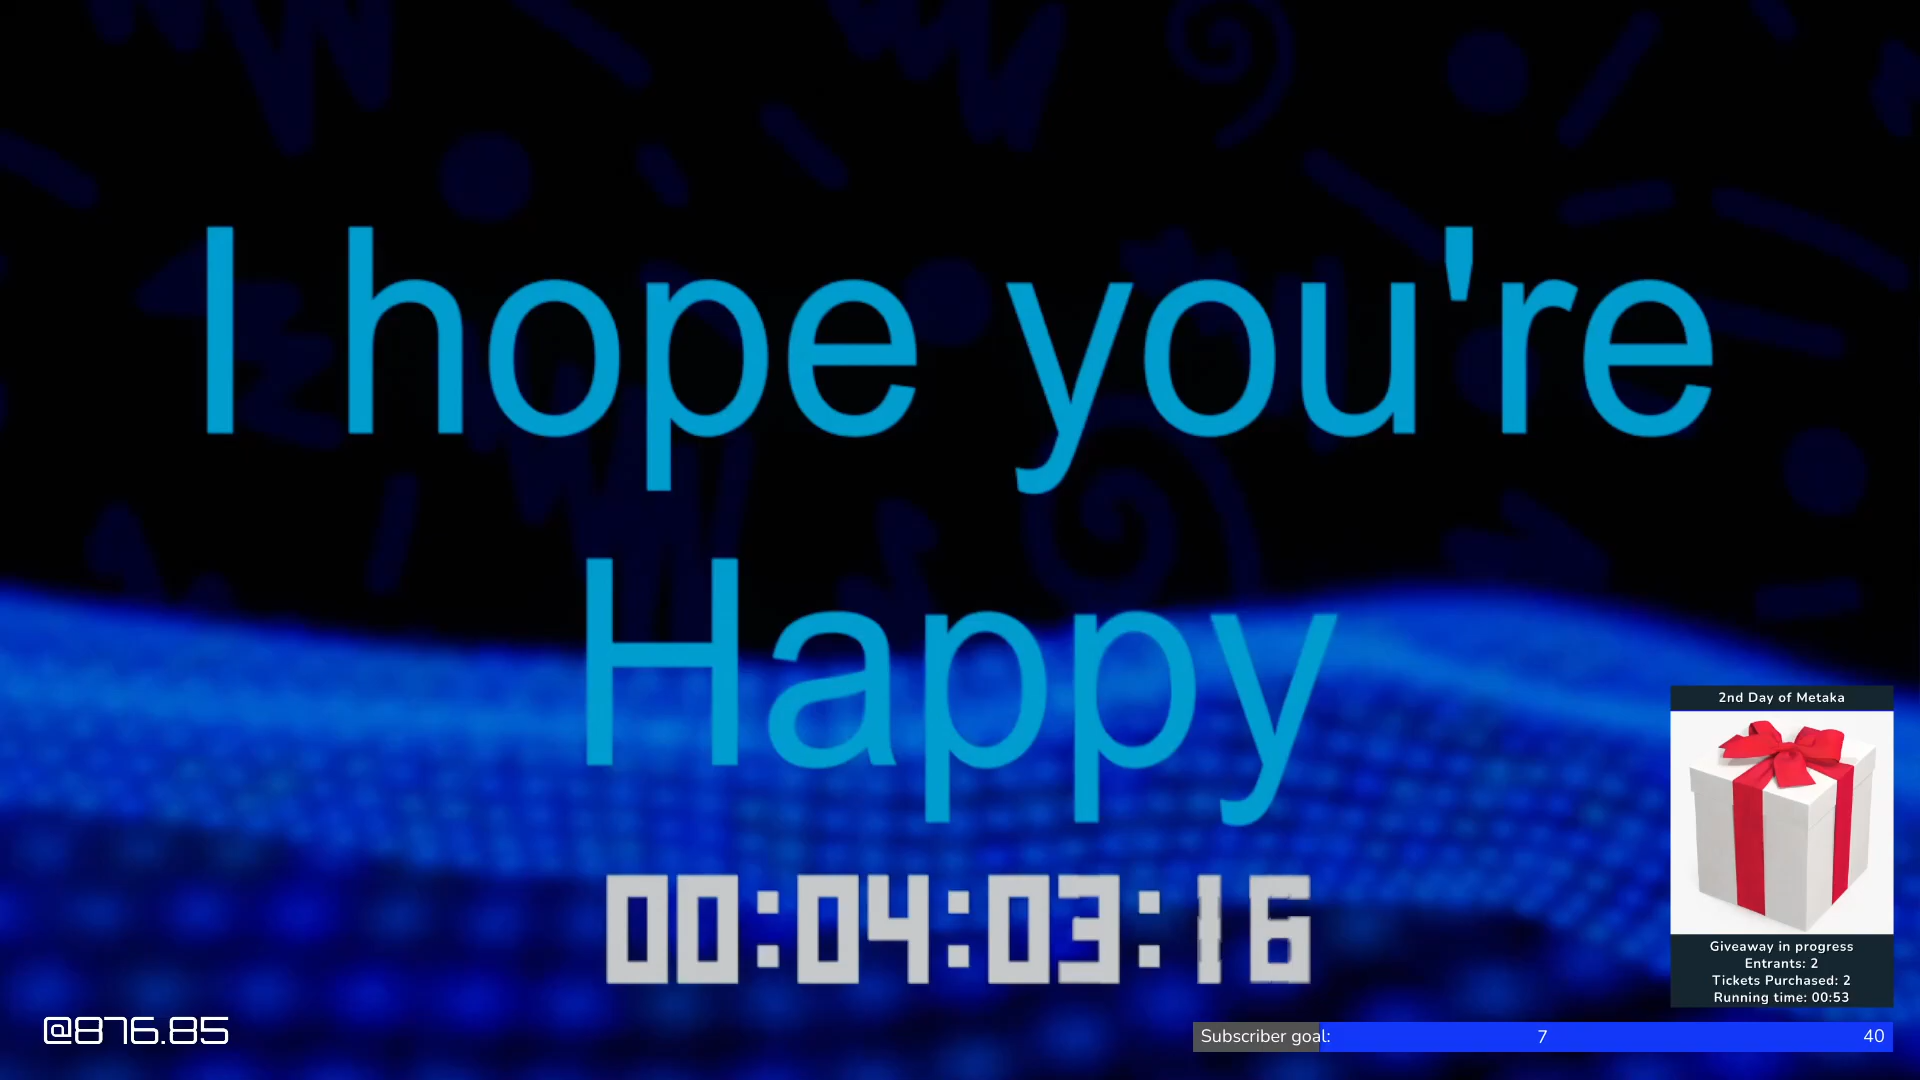 I hope you're
Happy
00:04:03:16
2nd Day of Metaka
Giveaway in progress
Entrants: 2
Tickets Purchased: 2
Running time: 00:53
@876.85
Subscriber goal: 7 40